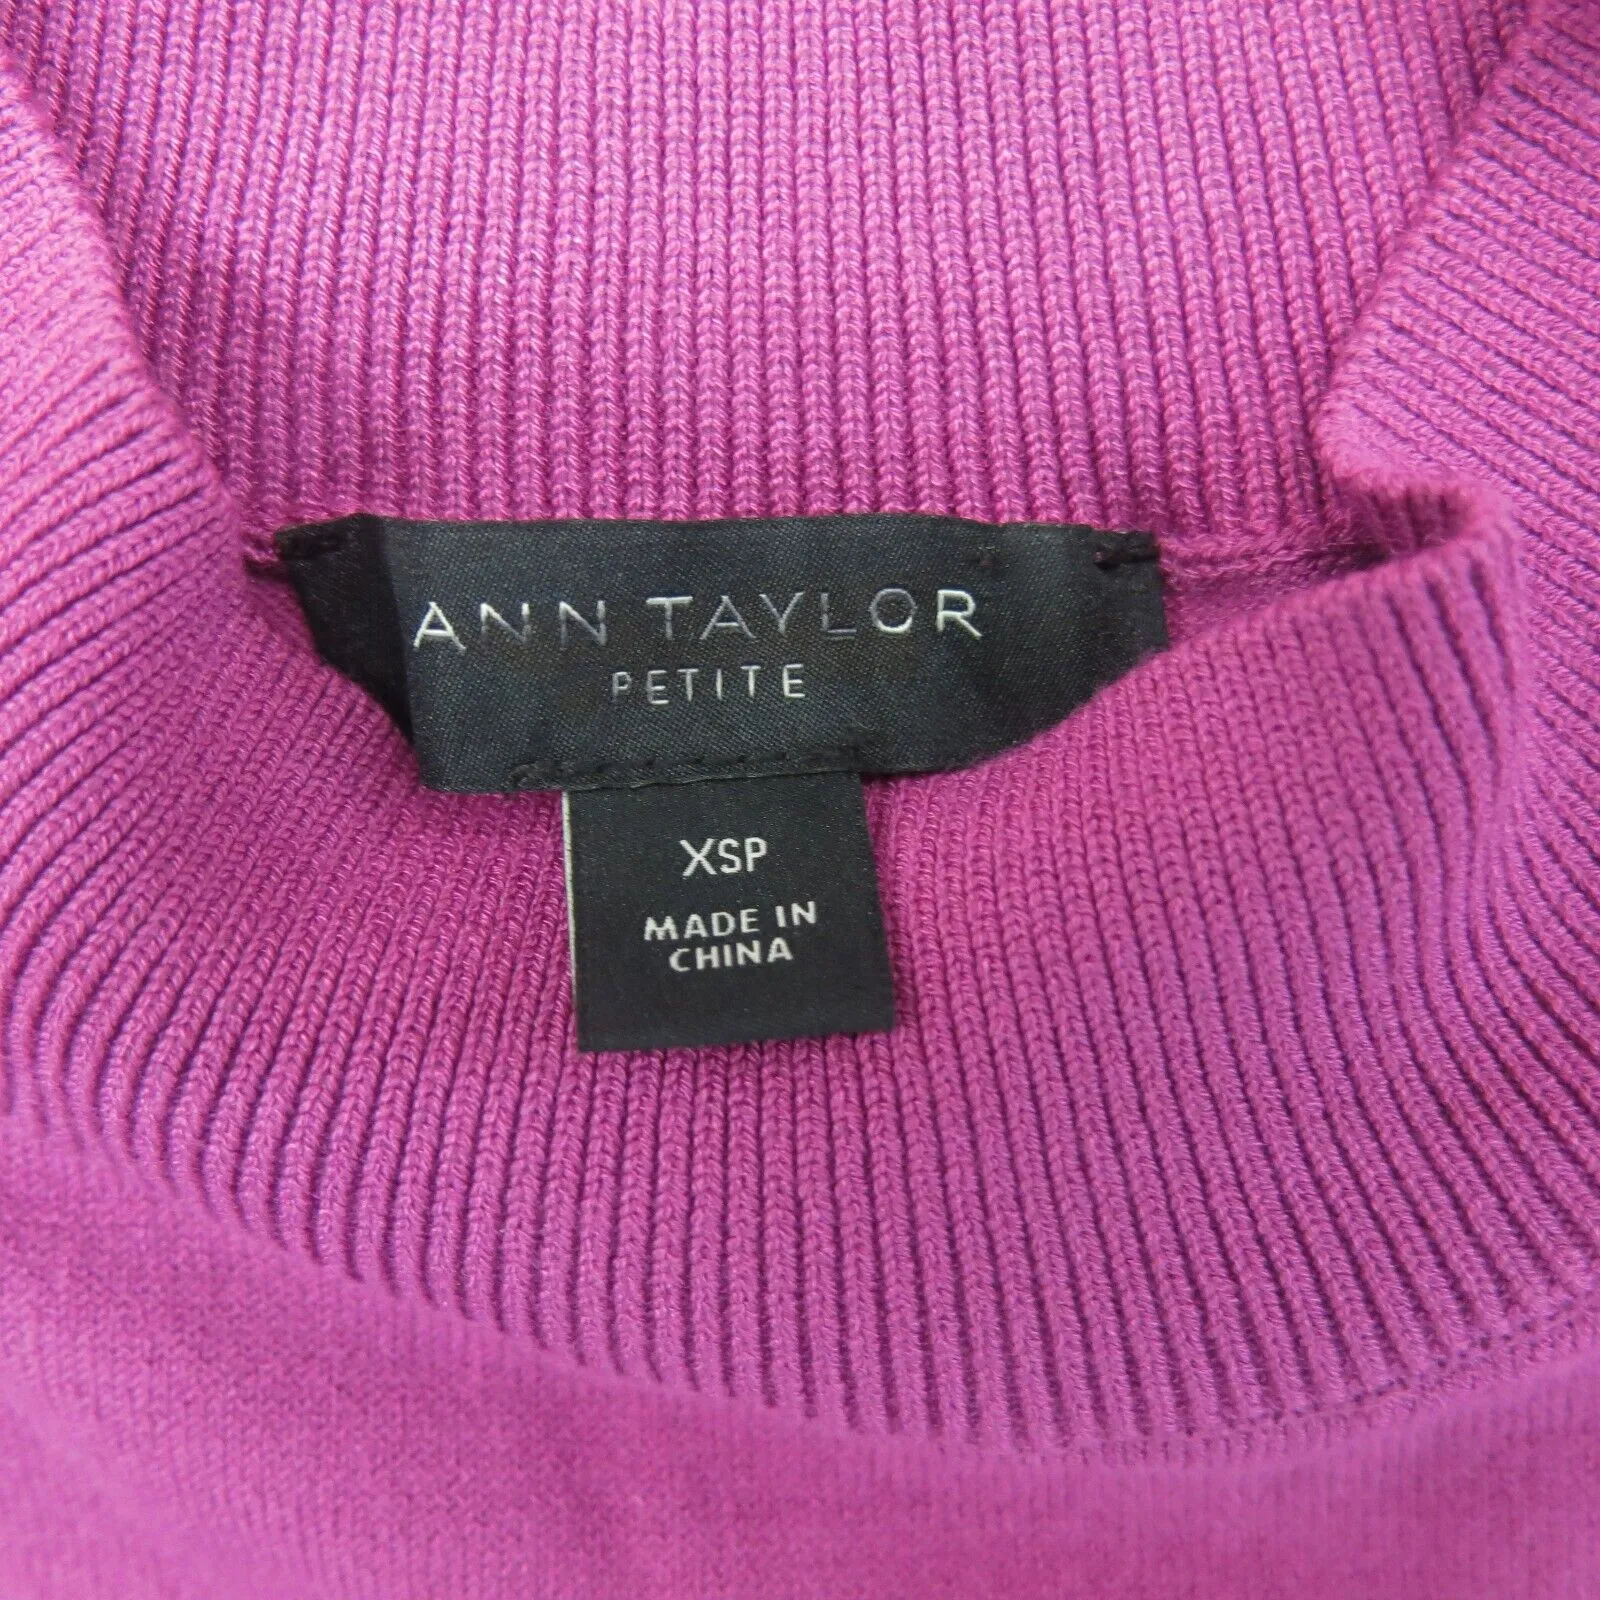 ANN TAYLOR
PETITE
XSP
MADE IN
CHINA